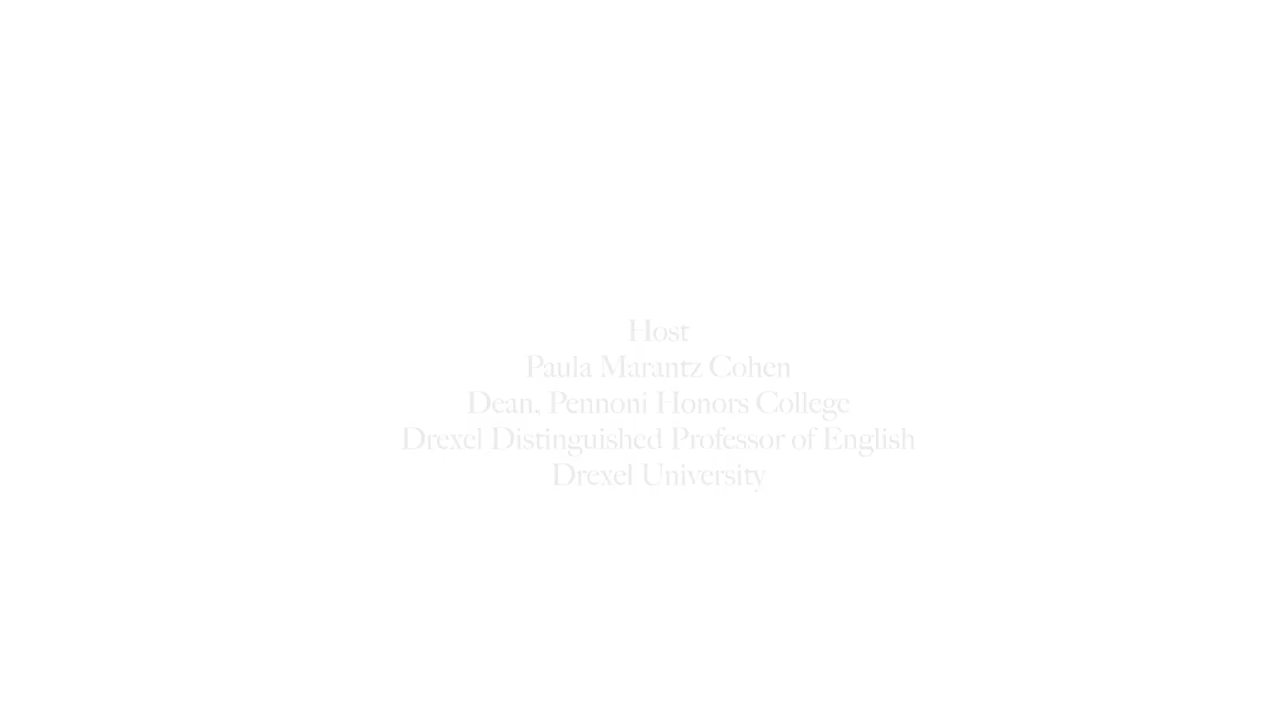 Host
Paula Marantz Cohen
Dean, Pennoni Honors College
Drexel Distinguished Professor of English
Drexel University